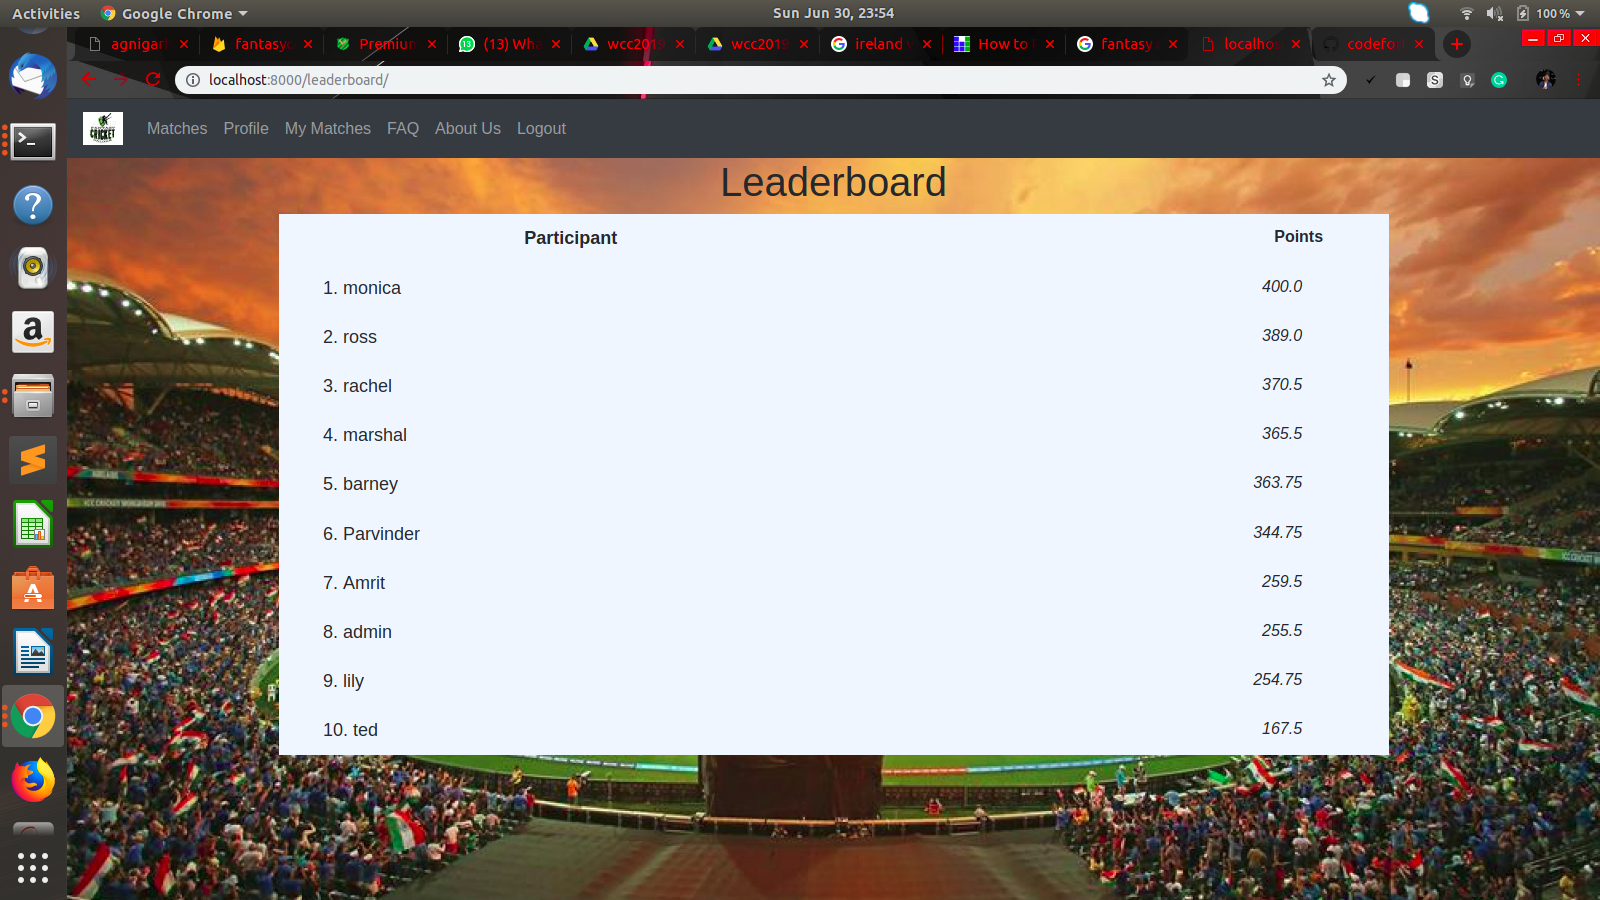 Activities Google Chrome Sun Jun 30, 23:54 100 %
agnigar fantasyc Premium (13) Wha wcc2019 wcc2019 ireland How to fantasy localhos codefor
localhost:8000/leaderboard/
CRICKET Matches Profile My Matches FAQ About Us Logout
Leaderboard
Participant Points
1. monica 400.0
2. ross 389.0
3. rachel 370.5
4. marshal 365.5
5. barney 363.75
6. Parvinder 344.75
7. Amrit 259.5
8. admin 255.5
9. lily 254.75
10. ted 167.5